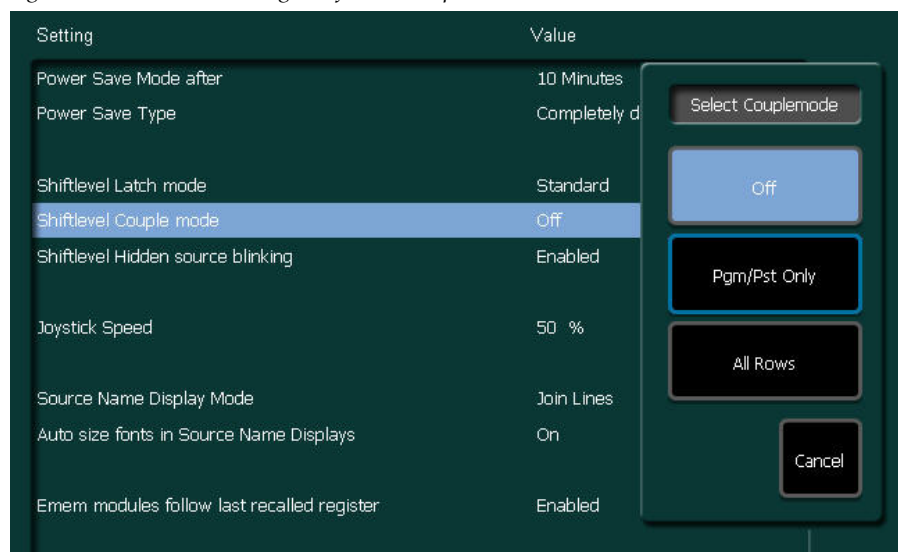 Setting Value
Power Save Mode after 10 Minutes
Power Save Type Completely d
Select Couplemode
Shiftlevel Latch mode Standard
Off
Shiftlevel Couple mode Off
Shiftlevel Hidden source blinking Enabled
Pgm/Pst Only
Joystick Speed 50 %
All Rows
Source Name Display Mode Join Lines
Auto size fonts in Source Name Displays On
Cancel
Emem modules follow last recalled register Enabled